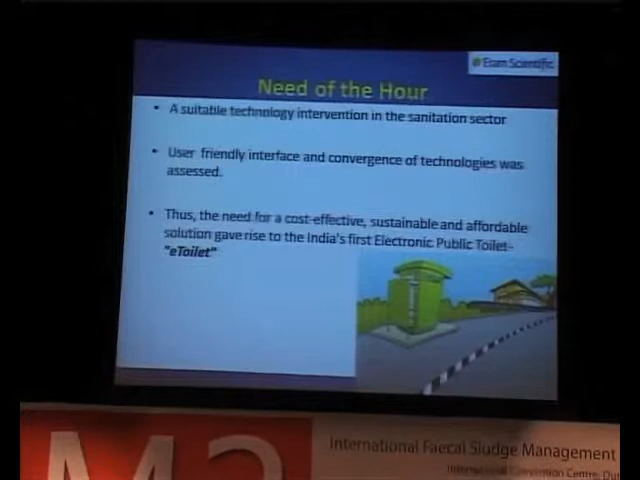 Eram Scientific
Need of the Hour
• A suitable technology intervention in the sanitation sector
• User friendly interface and convergence of technologies was
assessed.
• Thus, the need for a cost-effective, sustainable and affordable
solution gave rise to the India's first Electronic Public Toilet-
"eToilet"
International Faecal Sludge Management
International Convention Centre,